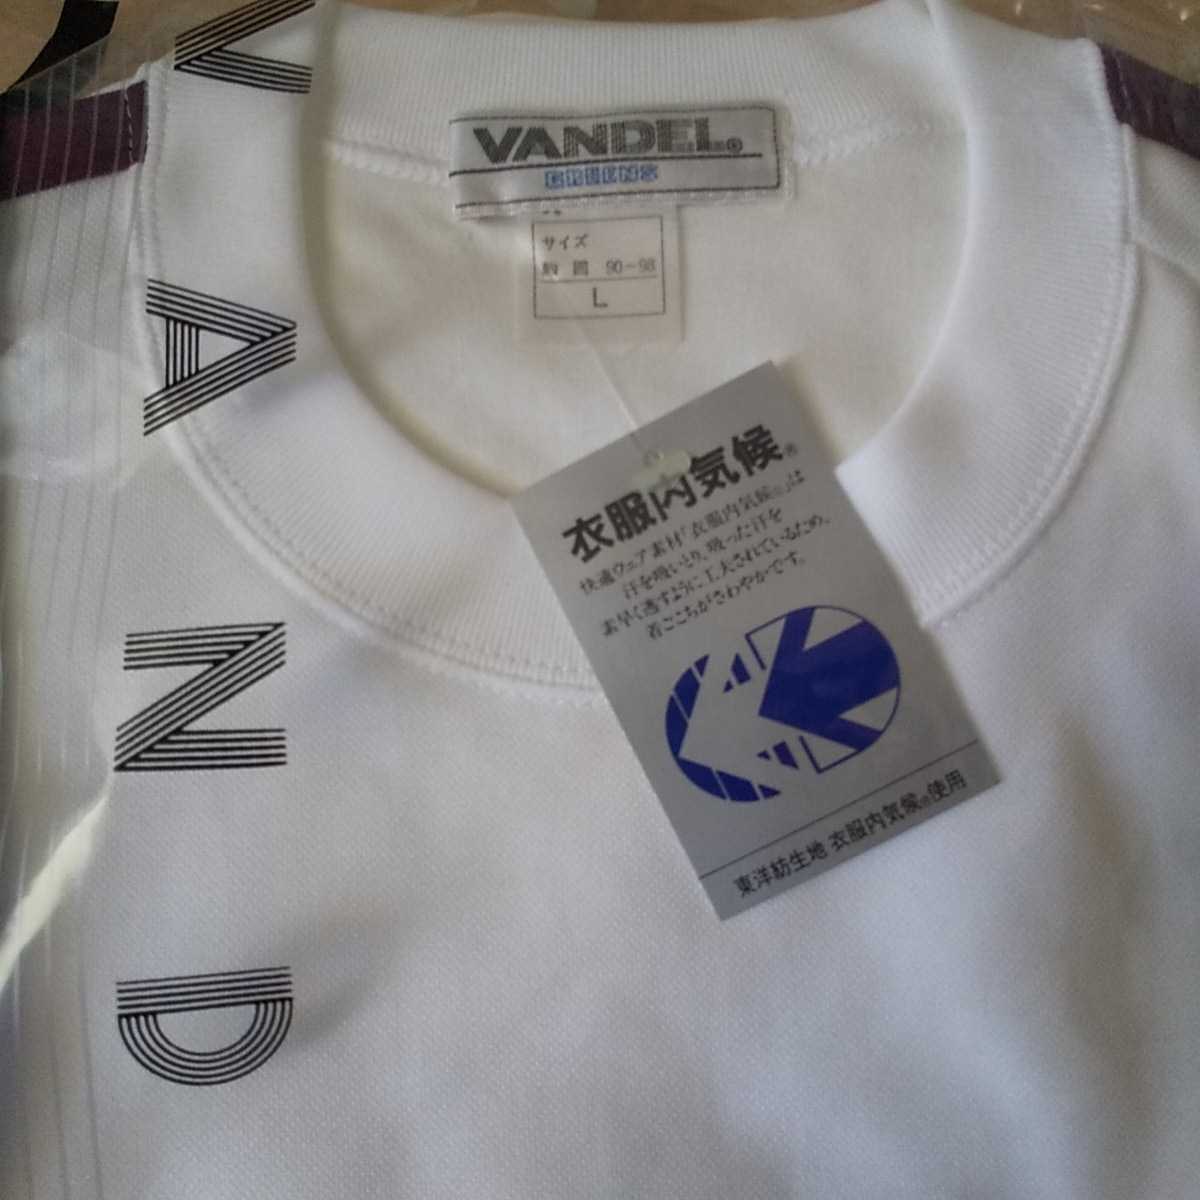 VAND
VANDEL®
GREENS
サイズ
胸囲 90-98
L
衣服内気候®
快適ウェア素材「衣服内気候®」は
汗を吸いとり、吸った汗を
素早く逃すように工夫されているため、
着ごこちがさわやかです。
東洋紡生地 衣服内気候®使用